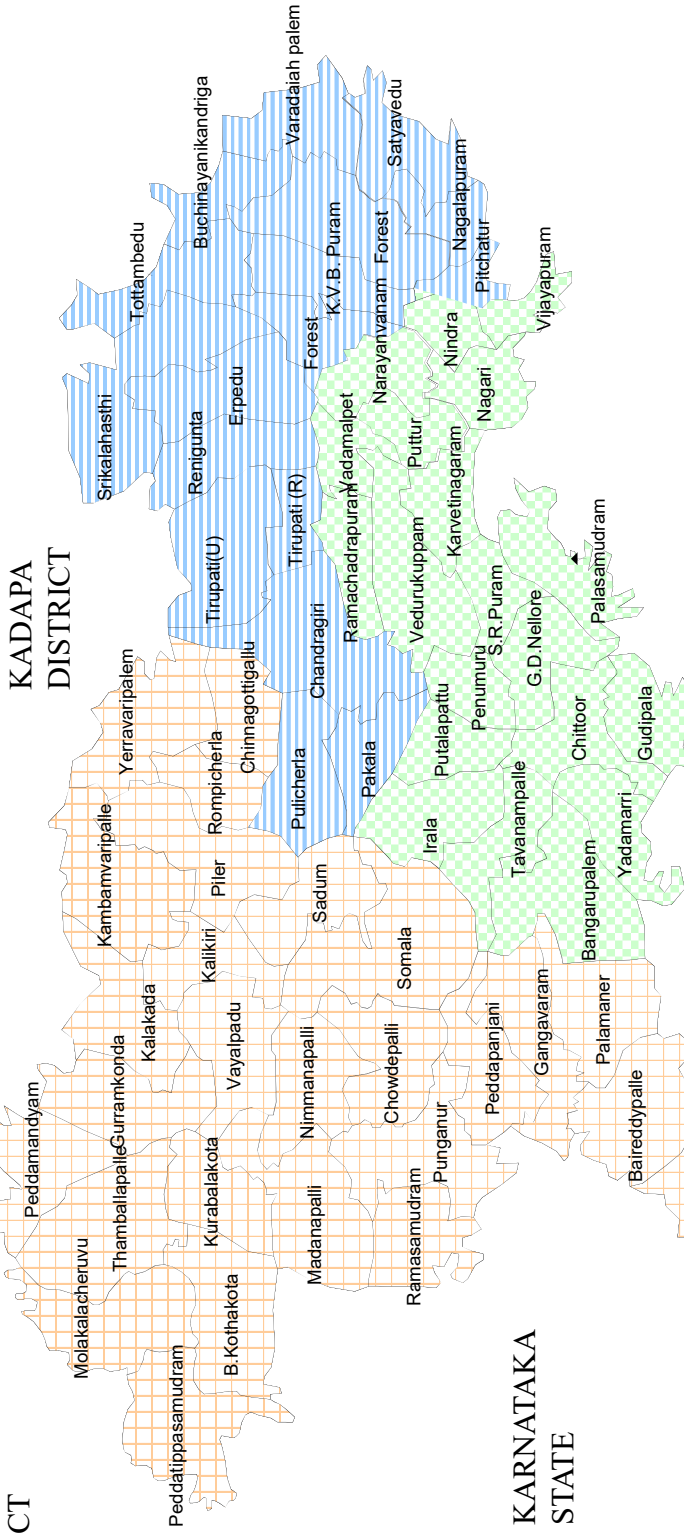 CT
KADAPA
DISTRICT
KARNATAKA
STATE
Peddamandyam
Molakalacheruvu
Thamballapalle
Gurramkonda
Peddatippasamudram
B.Kothakota
Kurabalakota
Kalakada
Kambamvaripalle
Yerravaripalem
Rompicherla
Chinnagottigallu
Piler
Kalikiri
Vayalpadu
Nimmanapalli
Madanapalli
Ramasamudram
Punganur
Chowdepalli
Sadum
Somala
Peddapanjani
Gangavaram
Palamaner
Baireddypalle
Srikalahasthi
Tottambedu
Buchinayanikandriga
Varadaiah palem
Satyavedu
Nagalapuram
Pitchatur
K.V.B. Puram
Forest
Forest
Narayanvanam
Erpedu
Renigunta
Tirupati(U)
Tirupati (R)
Chandragiri
Pulicherla
Pakala
Ramachadrapuram
Vadamalpet
Puttur
Nindra
Vijayapuram
Nagari
Karvetinagaram
Vedurukuppam
S.R.Puram
Penumuru
Putalapattu
Irala
Tavanampalle
G.D.Nellore
Palasamudram
Chittoor
Gudipala
Yadamarri
Bangarupalem